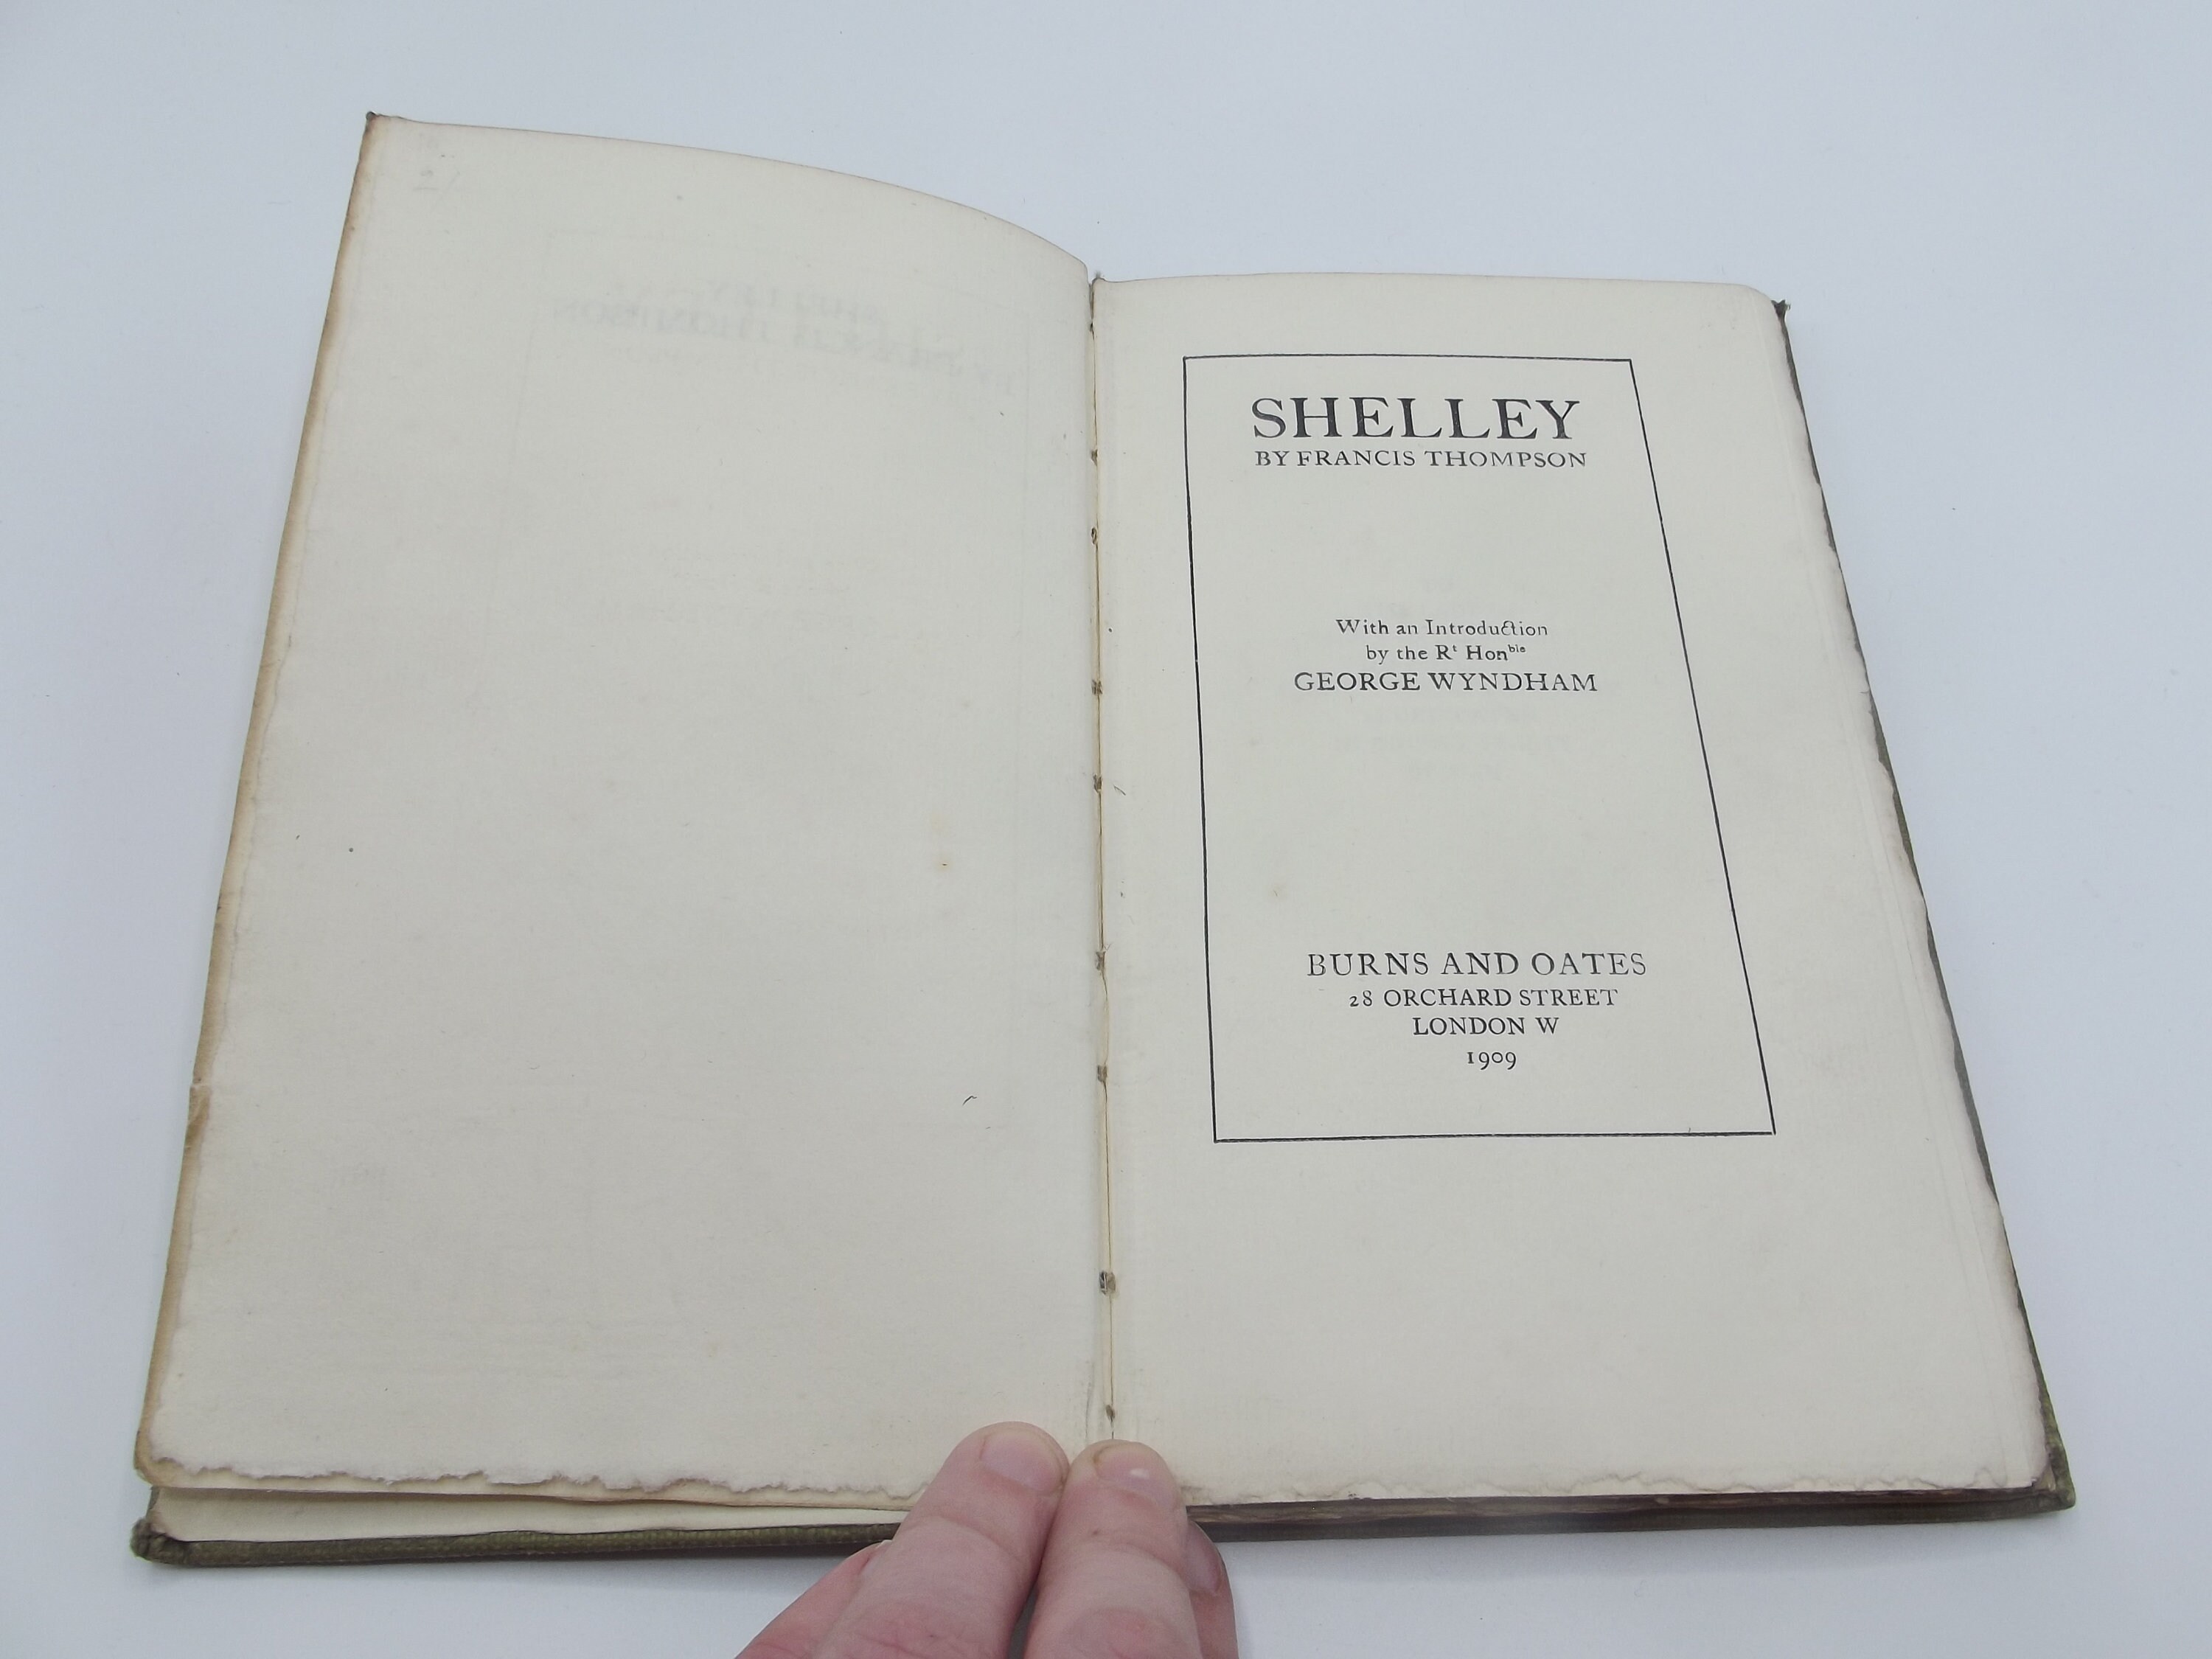 SHELLEY
BY FRANCIS THOMPSON
With an Introduction
by the Rt Honble
GEORGE WYNDHAM
BURNS AND OATES
28 ORCHARD STREET
LONDON W
1909